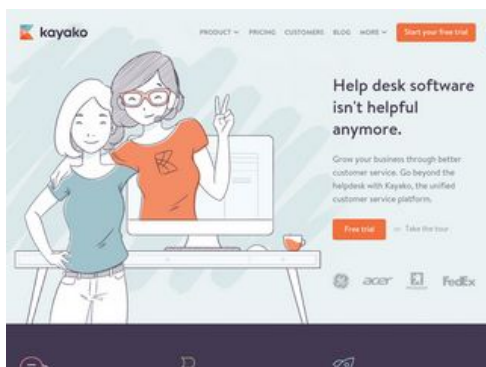 kayako
PRODUCT PRICING CUSTOMERS BLOG MORE Start your free trial
Help desk software
isn't helpful
anymore.
Grow your business through better
customer service. Go beyond the
helpdesk with Kayako, the unified
customer service platform.
Free trial or Take the tour
acer FedEx